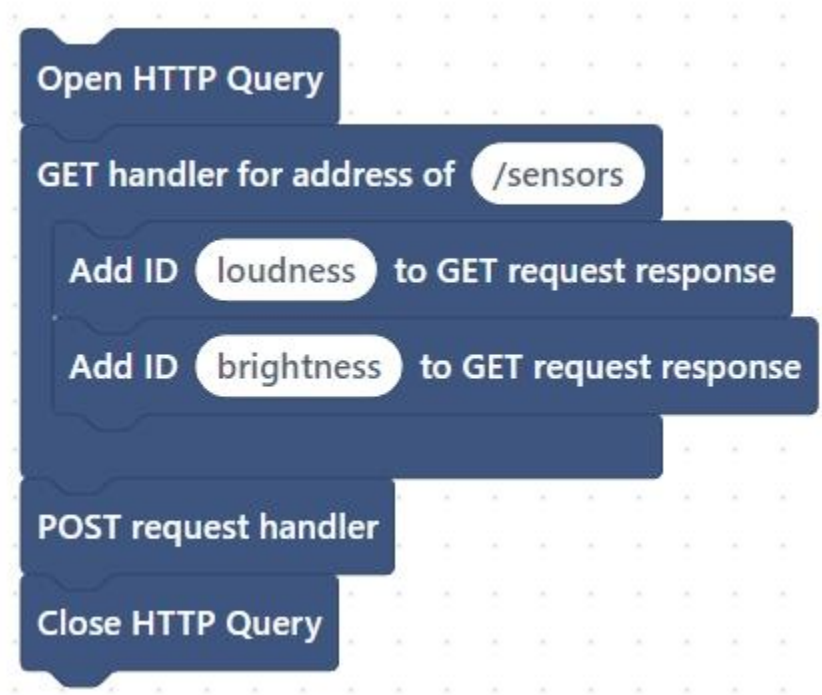 Open HTTP Query
GET handler for address of /sensors
Add ID loudness to GET request response
Add ID brightness to GET request response
POST request handler
Close HTTP Query